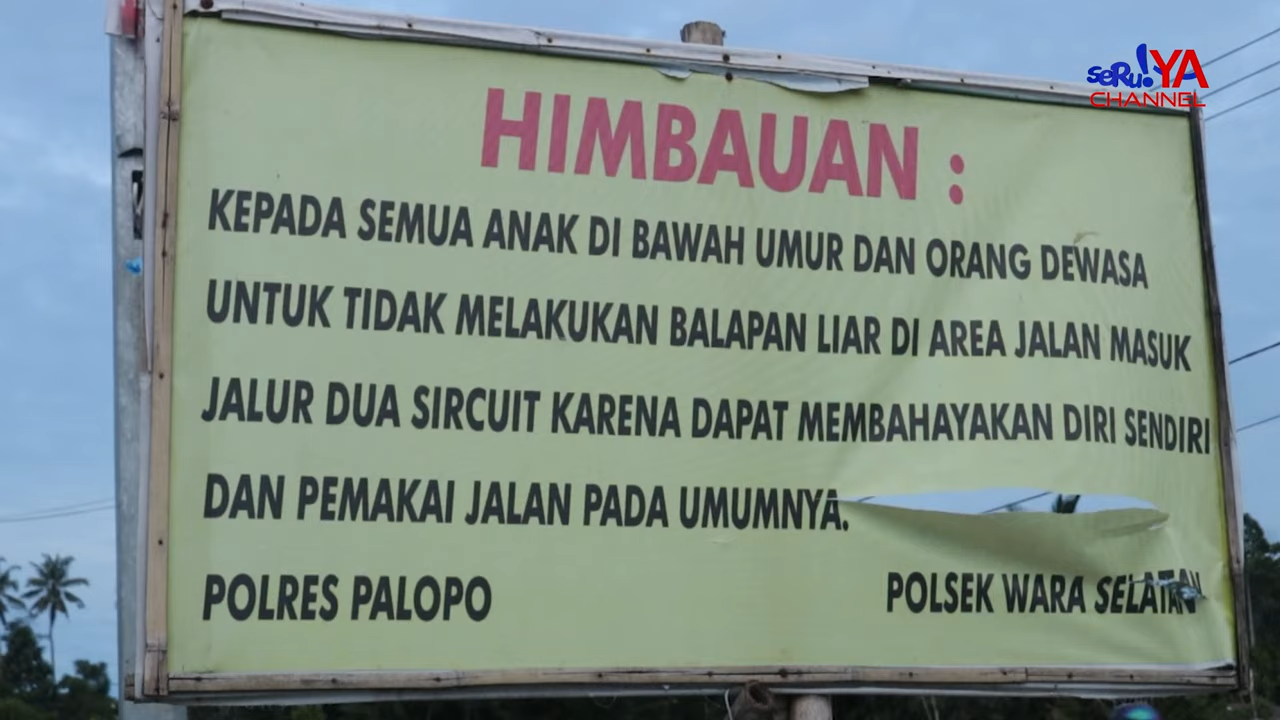 seRu!YA
CHANNEL
HIMBAUAN :
KEPADA SEMUA ANAK DI BAWAH UMUR DAN ORANG DEWASA
UNTUK TIDAK MELAKUKAN BALAPAN LIAR DI AREA JALAN MASUK
JALUR DUA SIRCUIT KARENA DAPAT MEMBAHAYAKAN DIRI SENDIRI
DAN PEMAKAI JALAN PADA UMUMNYA.
POLRES PALOPO POLSEK WARA SELATAN